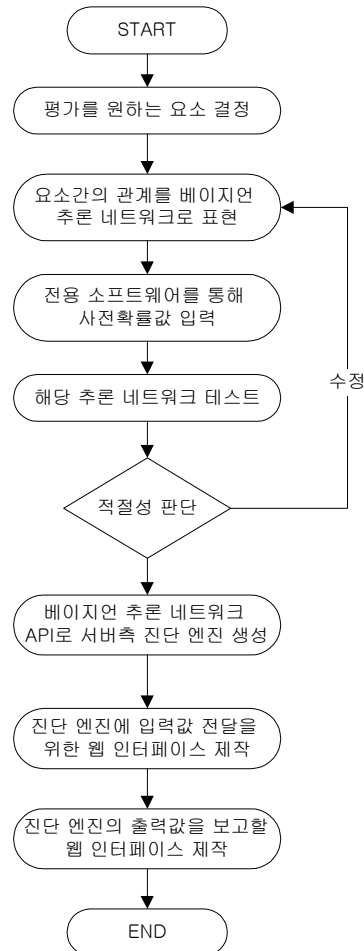 START
평가를 원하는 요소 결정
요소간의 관계를 베이지언
추론 네트워크로 표현
전용 소프트웨어를 통해
사전확률값 입력
해당 추론 네트워크 테스트
수정
적절성 판단
베이지언 추론 네트워크
API로 서버측 진단 엔진 생성
진단 엔진에 입력값 전달을
위한 웹 인터페이스 제작
진단 엔진의 출력값을 보고할
웹 인터페이스 제작
END